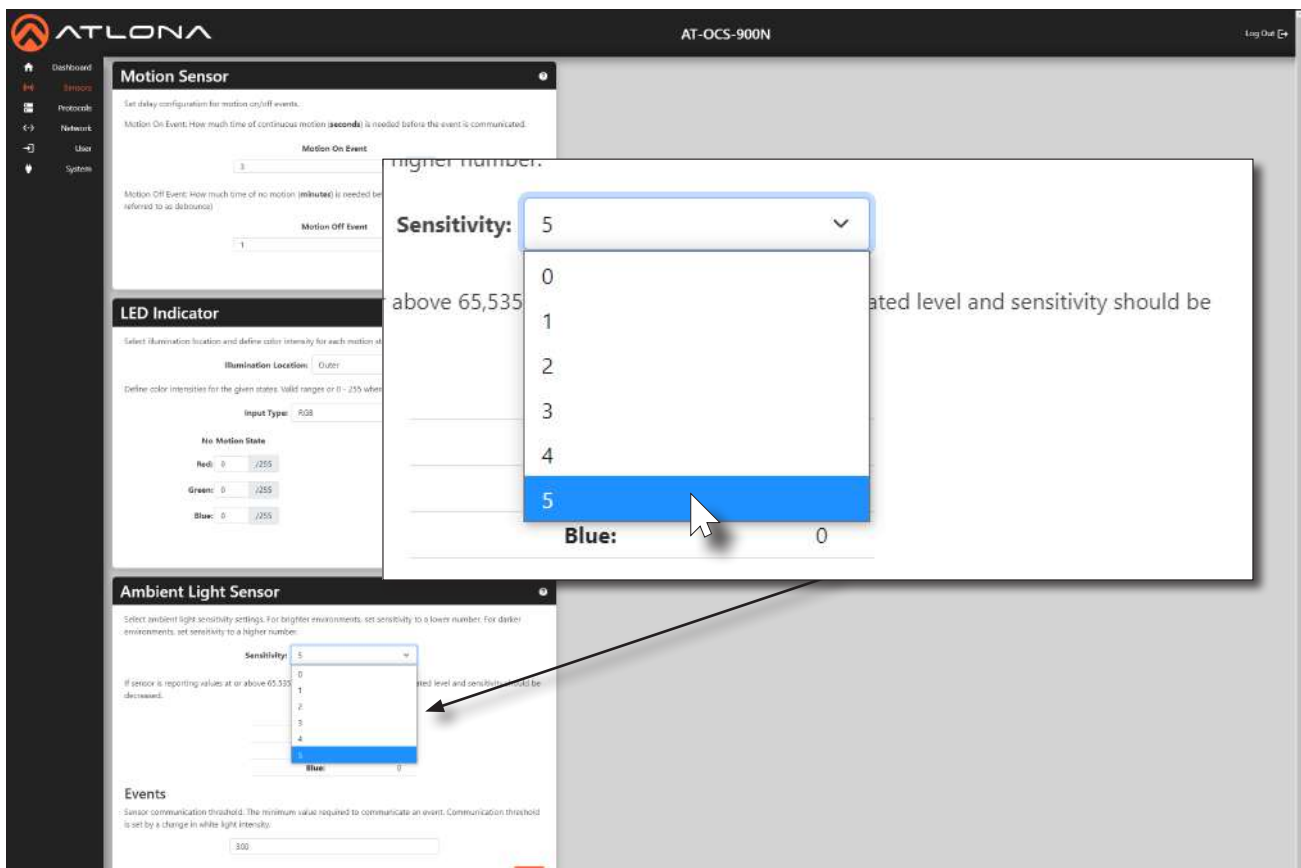 ATLONA
AT-OCS-900N
Log Out
Dashboard
Sensors
Protocols
Network
User
System
Motion Sensor
Set delay configuration for motion on/off events.
Motion On Event: How much time of continuous motion (seconds) is needed before the event is communicated.
Motion On Event
3
Motion Off Event: How much time of no motion (minutes) is needed be
referred to as debounce)
Motion Off Event
1
higher number.
Sensitivity: 5
0
above 65,535 ated level and sensitivity should be
1
2
3
4
5
Blue: 0
LED Indicator
Select illumination location and define color intensity for each motion st
Illumination Location: Outer
Define color intensities for the given states. Valid ranges or 0 - 255 when
Input Type: RGB
No Motion State
Red: 0 /255
Green: 0 /255
Blue: 0 /255
Ambient Light Sensor
Select ambient light sensitivity settings. For brighter environments, set sensitivity to a lower number. For darker
environments, set sensitivity to a higher number.
Sensitivity: 5
0
If sensor is reporting values at or above 65,535 ated level and sensitivity should be
decreased.
1
2
3
4
5
Blue: 0
Events
Sensor communication threshold. The minimum value required to communicate an event. Communication threshold
is set by a change in white light intensity.
300